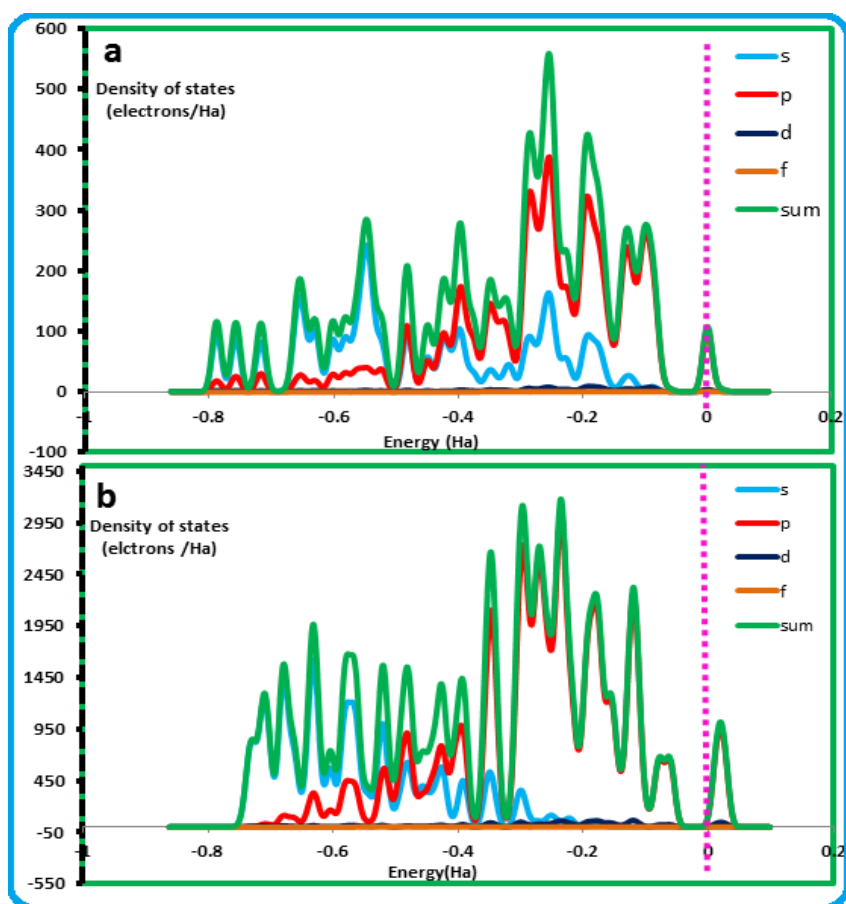 600
a
500
Density of states
(electrons/Ha)
400
300
200
100
0
-100
s
p
d
f
sum
-1
-0.8
-0.6
-0.4
-0.2
0
0.2
Energy (Ha)
3450
b
2950
Density of states
(elctrons /Ha)
2450
1950
1450
950
450
-50
-550
s
p
d
f
sum
-1
-0.8
-0.6
-0.4
-0.2
0
0.2
Energy(Ha)